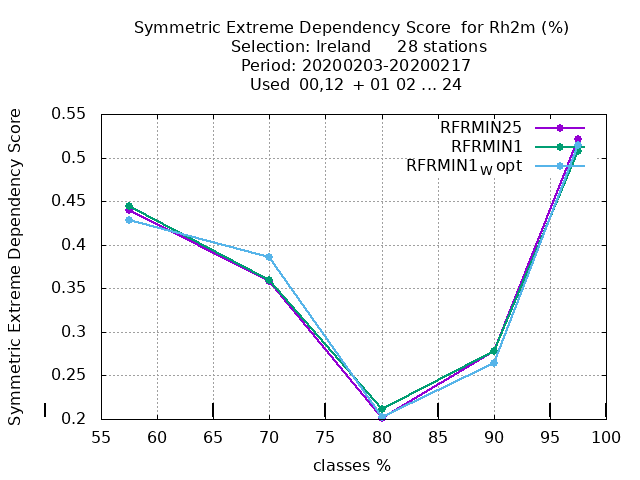 Symmetric Extreme Dependency Score for Rh2m (%)
Selection: Ireland 28 stations
Period: 20200203-20200217
Used 00,12 + 01 02 ... 24
Symmetric Extreme Dependency Score
0.55
0.5
0.45
0.4
0.35
0.3
0.25
0.2
RFRMIN25
RFRMIN1
RFRMIN1W opt
55 60 65 70 75 80 85 90 95 100
classes %